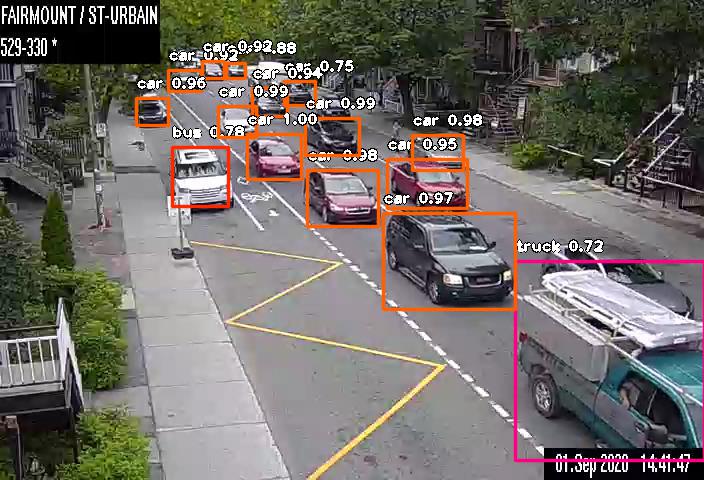 FAIRMOUNT / ST-URBAIN
529-330 *
car 0.92
car 0.92
.88
car 0.96
car 0.94
car 0.75
car 0.99
car 0.99
car 1.00
car 0.98
bus 0.78
car 0.98
car 0.95
car 0.97
truck 0.72
01.Sep 2020 14:41:47